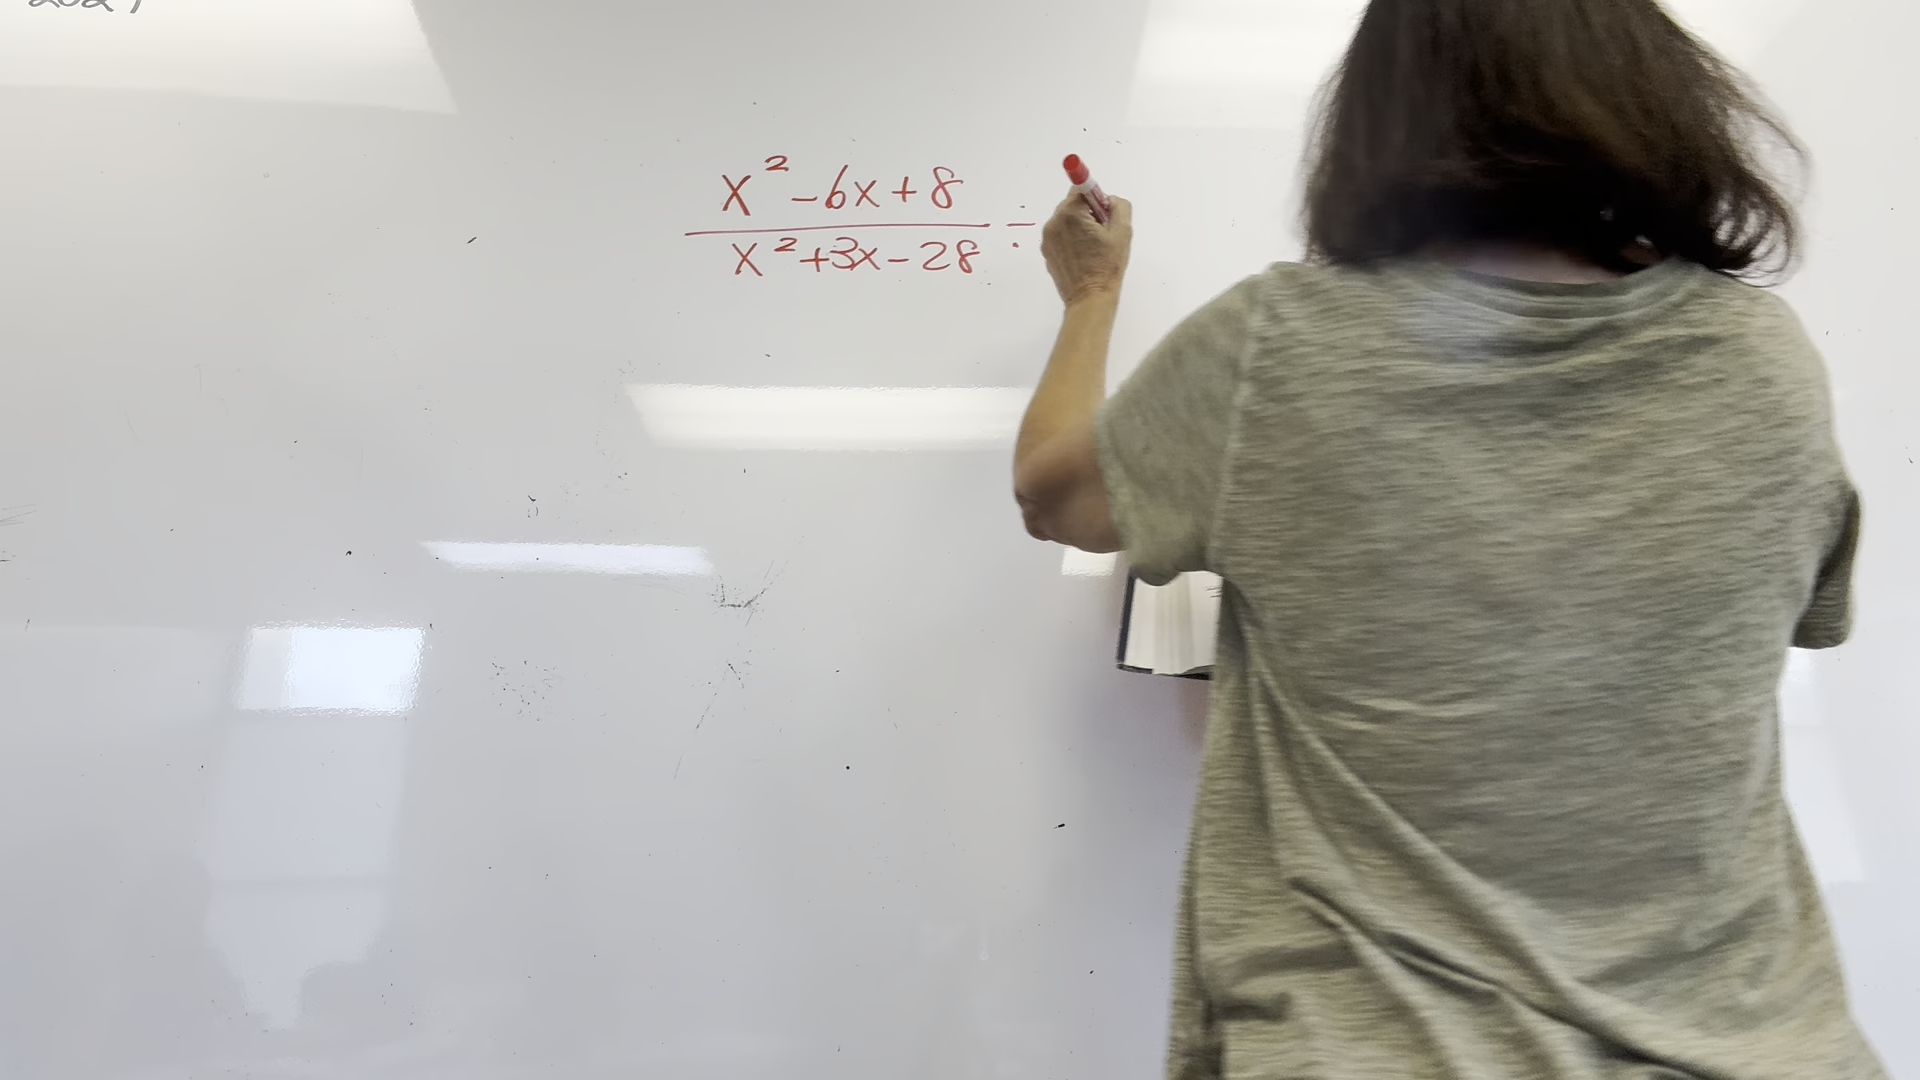 x² - 6x + 8
x² + 3x - 28 ÷